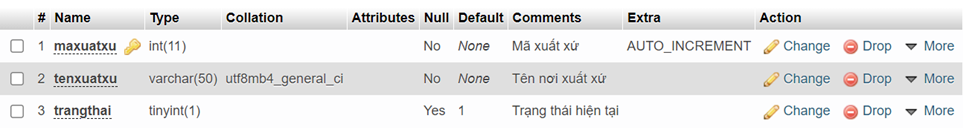 # Name Type Collation Attributes Null Default Comments Extra Action
1 maxuatxu int(11) No None Mã xuất xứ AUTO_INCREMENT Change Drop More
2 tenxuatxu varchar(50) utf8mb4_general_ci No None Tên nơi xuất xứ Change Drop More
3 trangthai tinyint(1) Yes 1 Trạng thái hiện tại Change Drop More